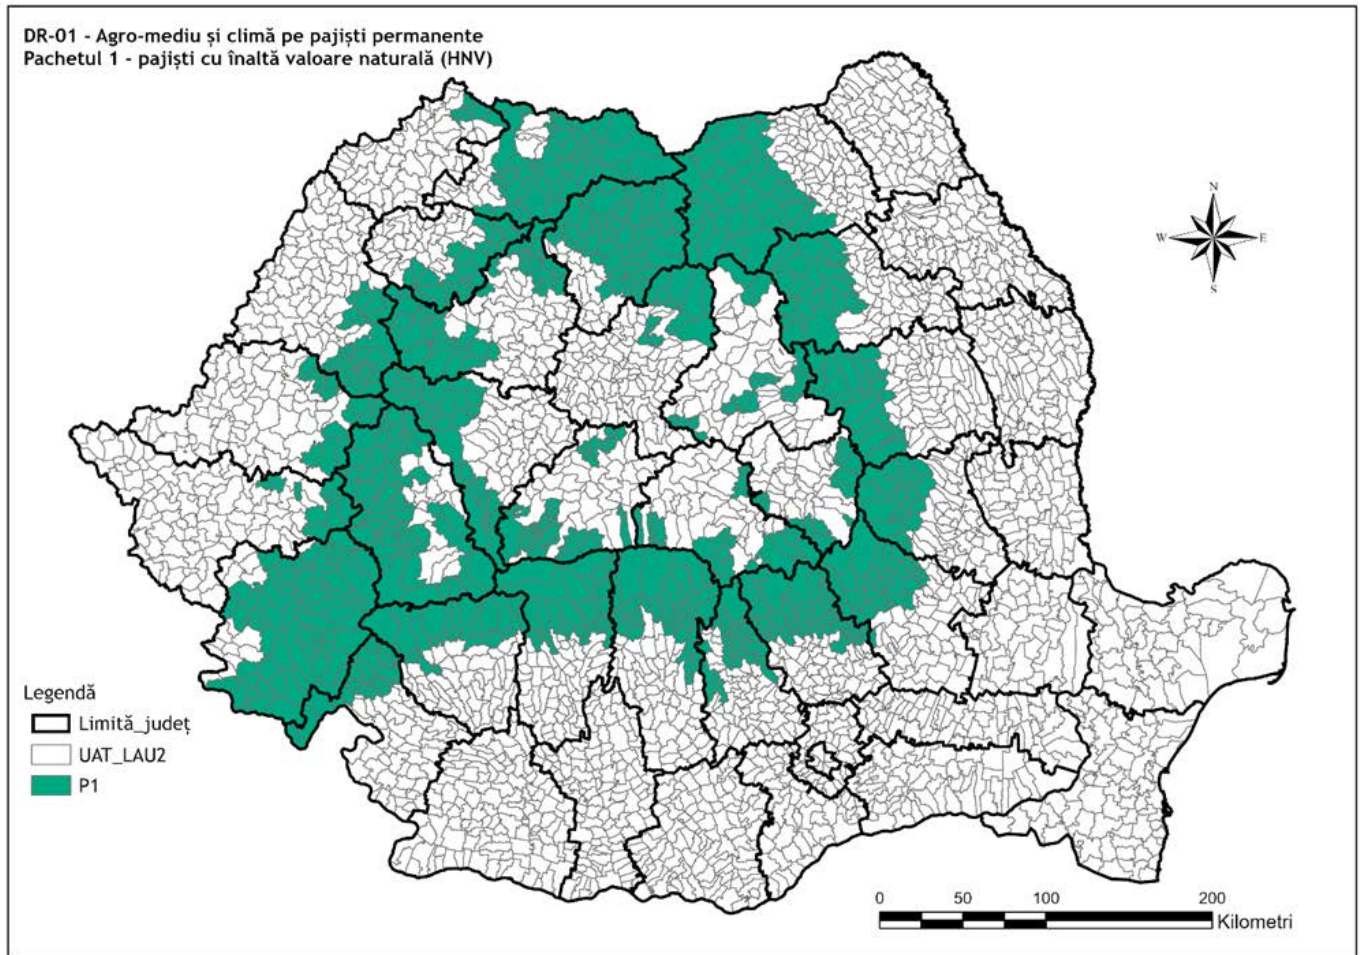 DR-01 - Agro-mediu și climă pe pajiști permanente
Pachetul 1 - pajiști cu înaltă valoare naturală (HNV)
N
W E
S
Legendă
Limită_județ
UAT_LAU2
P1
0 50 100 200
Kilometri